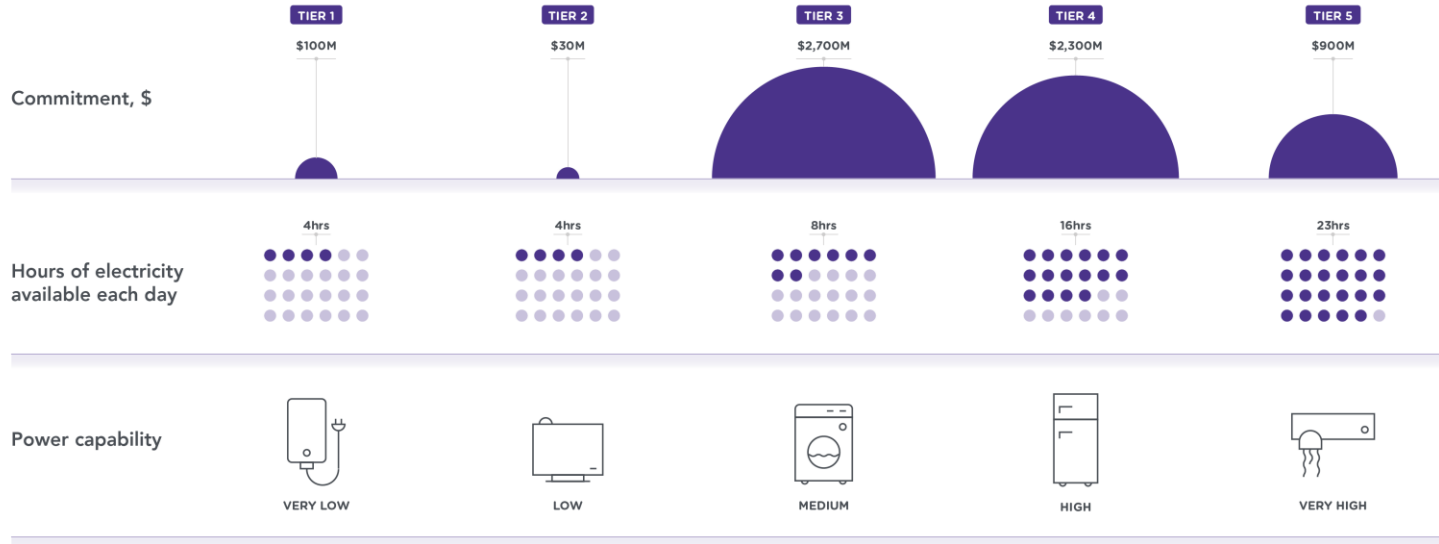 TIER 1
TIER 2
TIER 3
TIER 4
TIER 5
$100M
$30M
$2,700M
$2,300M
$900M
Commitment, $
4hrs
4hrs
8hrs
16hrs
23hrs
Hours of electricity
available each day
Power capability
VERY LOW
LOW
MEDIUM
HIGH
VERY HIGH